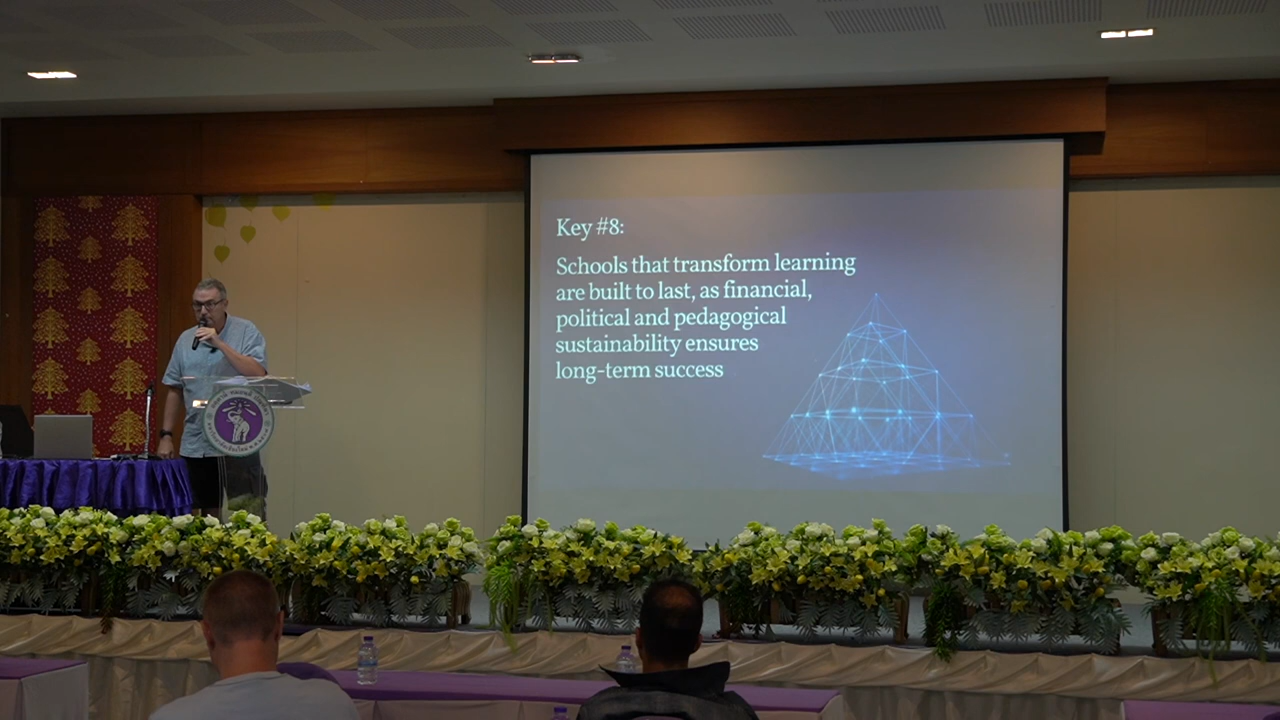 Key #8:
Schools that transform learning
are built to last, as financial,
political and pedagogical
sustainability ensures
long-term success